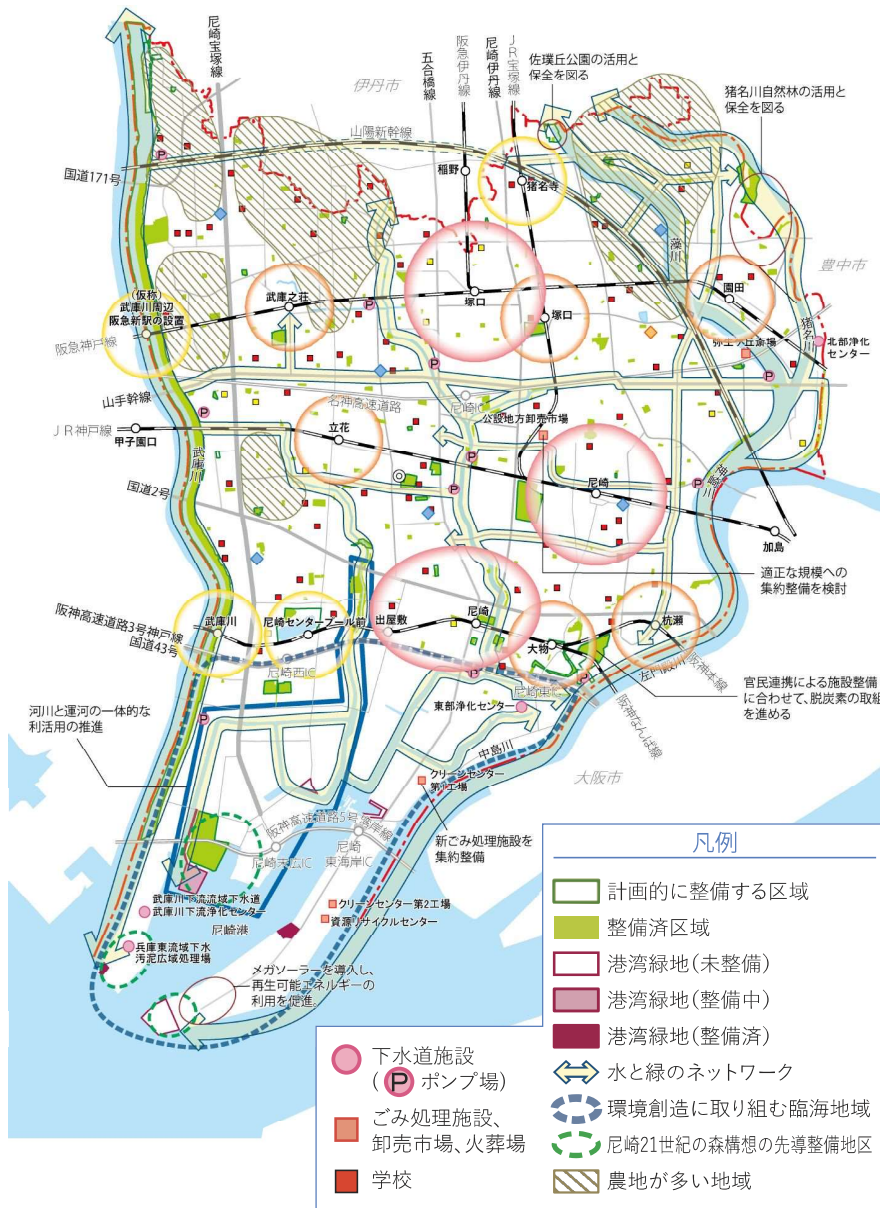 尼崎宝塚線
伊丹市
五合橋線
阪急伊丹線
尼崎伊丹線
JR宝塚線
佐璞丘公園の活用と
保全を図る
猪名川自然林の活用と
保全を図る
山陽新幹線
国道171号
稲野
猪名寺
藻川
豊中市
(仮称)
武庫川周辺
阪急新駅の設置
武庫之荘
塚口
塚口
園田
阪急神戸線
猪名川
弥生ケ丘斎場
北部浄化
センター
山手幹線
名神高速道路
尼崎IC
公設地方卸売市場
JR神戸線
甲子園口
立花
武庫川
国道2号
尼崎
神崎川
加島
適正な規模への
集約整備を検討
阪神高速道路3号神戸線
国道43号
武庫川
尼崎センタープール前
出屋敷
尼崎
大物
杭瀬
尼崎西IC
尼崎東IC
左門殿川
阪神本線
阪神なんば線
官民連携による施設整備
に合わせて、脱炭素の取組
を進める
河川と運河の一体的な
利活用の推進
東部浄化センター
中島川
大阪市
クリーンセンター
第1工場
阪神高速道路5号湾岸線
尼崎末広IC
尼崎
東海岸IC
新ごみ処理施設を
集約整備
武庫川下流流域下水道
武庫川下流浄化センター
尼崎港
クリーンセンター第2工場
資源リサイクルセンター
兵庫東流域下水
汚泥広域処理場
メガソーラーを導入し、
再生可能エネルギーの
利用を促進。
凡例
計画的に整備する区域
整備済区域
港湾緑地(未整備)
港湾緑地(整備中)
港湾緑地(整備済)
水と緑のネットワーク
環境創造に取り組む臨海地域
尼崎21世紀の森構想の先導整備地区
農地が多い地域
下水道施設
(P ポンプ場)
ごみ処理施設、
卸売市場、火葬場
学校